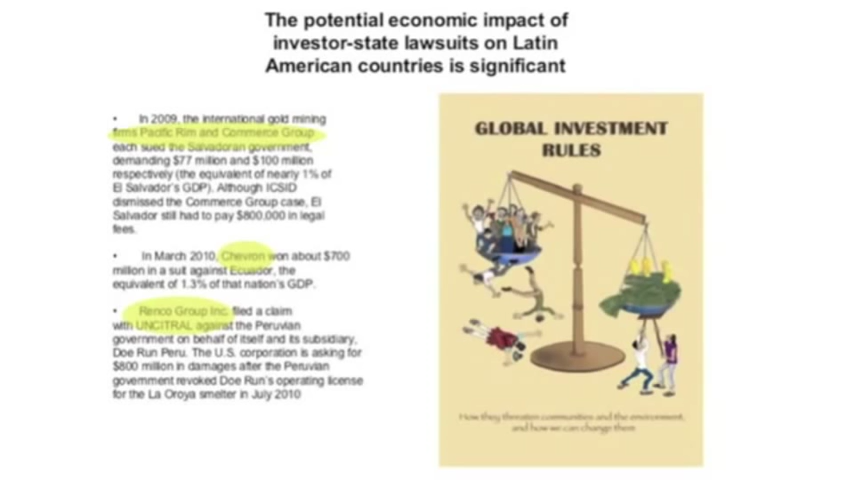 The potential economic impact of
investor-state lawsuits on Latin
American countries is significant
• In 2009, the international gold mining
firms Pacific Rim and Commerce Group
each sued the Salvadoran government,
demanding $77 million and $100 million
respectively (the equivalent of nearly 1% of
El Salvador's GDP). Although ICSID
dismissed the Commerce Group case, El
Salvador still had to pay $800,000 in legal
fees.
• In March 2010, Chevron won about $700
million in a suit against Ecuador, the
equivalent of 1.3% of that nation's GDP.
• Renco Group Inc. filed a claim
with UNCITRAL against the Peruvian
government on behalf of itself and its subsidiary,
Doe Run Peru. The U.S. corporation is asking for
$800 million in damages after the Peruvian
government revoked Doe Run's operating license
for the La Oroya smelter in July 2010
GLOBAL INVESTMENT
RULES
How they threaten communities and the environment,
and how we can change them